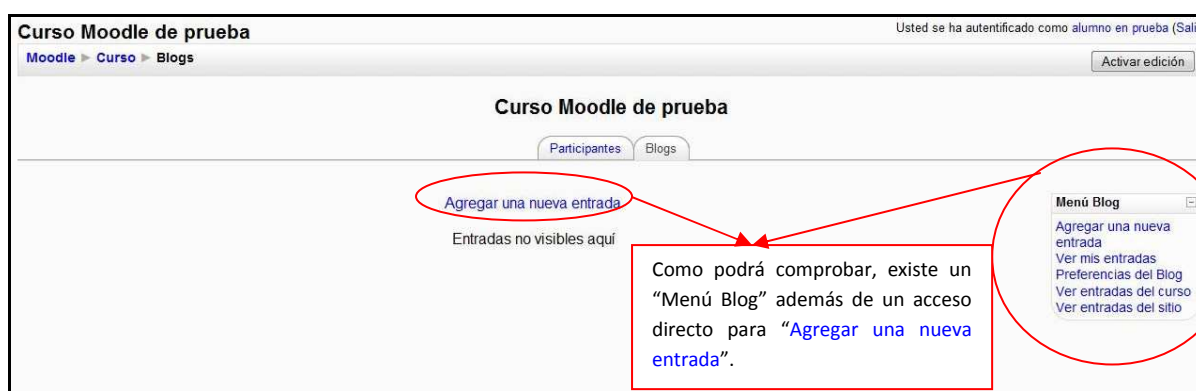 Curso Moodle de prueba
Usted se ha autentificado como alumno en prueba (Sali
Moodle ► Curso ► Blogs
Activar edición
Curso Moodle de prueba
Participantes
Blogs
Agregar una nueva entrada
Entradas no visibles aquí
Menú Blog
Agregar una nueva
entrada
Ver mis entradas
Preferencias del Blog
Ver entradas del curso
Ver entradas del sitio
Como podrá comprobar, existe un
“Menú Blog” además de un acceso
directo para “Agregar una nueva
entrada”.